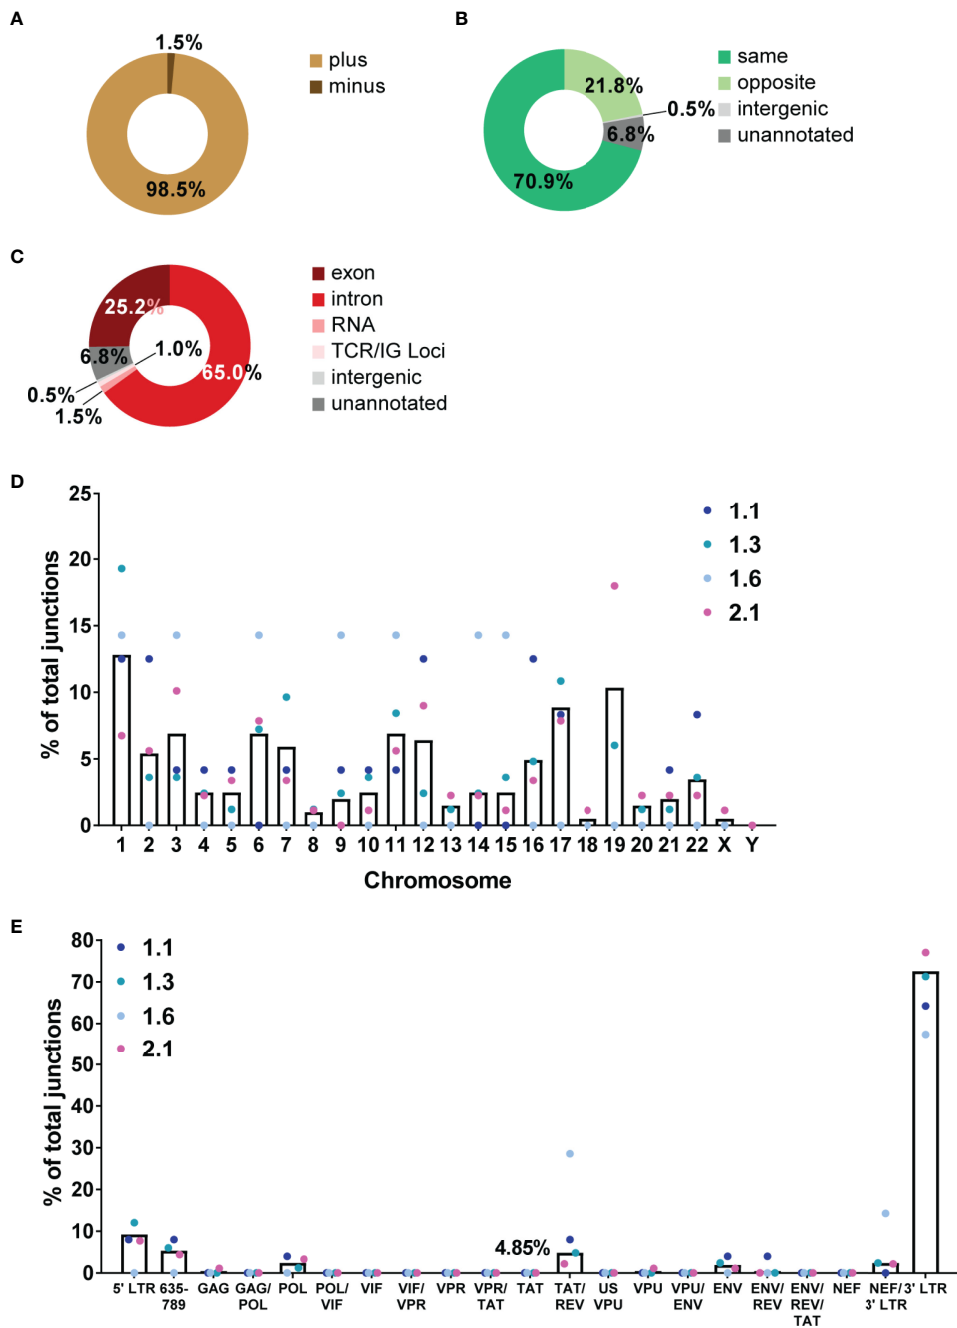 A
1.5%
98.5%
plus
minus
B
21.8%
0.5%
6.8%
70.9%
same
opposite
intergenic
unannotated
C
25.2%
6.8%
1.0%
65.0%
0.5%
1.5%
exon
intron
RNA
TCR/IG Loci
intergenic
unannotated
D
% of total junctions
25
20
15
10
5
0
1.1
1.3
1.6
2.1
1 2 3 4 5 6 7 8 9 10 11 12 13 14 15 16 17 18 19 20 21 22 X Y
Chromosome
E
% of total junctions
80
70
60
50
40
30
20
10
0
1.1
1.3
1.6
2.1
4.85%
5' LTR 635- GAG GAG/ POL POL/ VIF VIF/ VPR VPR/ TAT TAT/ US VPU VPU/ ENV ENV/ ENV/ NEF NEF/ 3' LTR
789 POL VIF VPR TAT REV VPU ENV REV REV/ 3' LTR
TAT